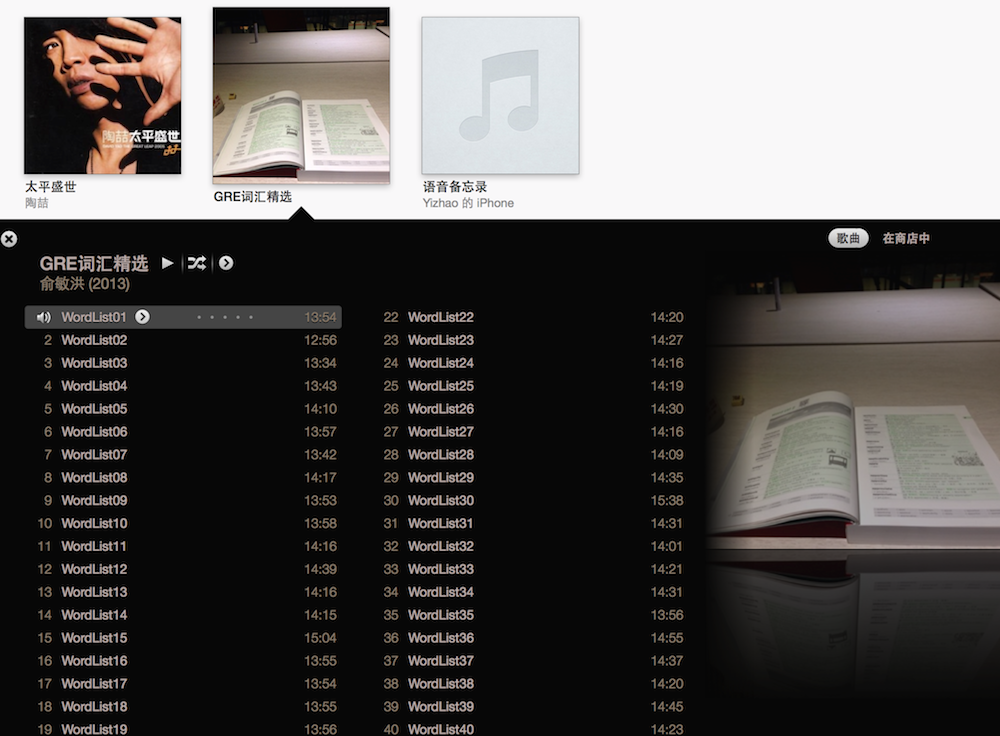 陶喆太平盛世
太平盛世
陶喆
GRE词汇精选
语音备忘录
Yizhao 的 iPhone
歌曲
在商店中
GRE词汇精选
俞敏洪 (2013)
WordList01 13:54
2 WordList02 12:56
3 WordList03 13:34
4 WordList04 13:43
5 WordList05 14:10
6 WordList06 13:57
7 WordList07 13:42
8 WordList08 14:17
9 WordList09 13:53
10 WordList10 13:58
11 WordList11 14:16
12 WordList12 14:39
13 WordList13 14:16
14 WordList14 14:15
15 WordList15 15:04
16 WordList16 13:55
17 WordList17 13:54
18 WordList18 13:55
19 WordList19 13:56
22 WordList22 14:20
23 WordList23 14:27
24 WordList24 14:16
25 WordList25 14:19
26 WordList26 14:30
27 WordList27 14:16
28 WordList28 14:09
29 WordList29 14:35
30 WordList30 15:38
31 WordList31 14:31
32 WordList32 14:01
33 WordList33 14:21
34 WordList34 14:31
35 WordList35 13:56
36 WordList36 14:55
37 WordList37 14:37
38 WordList38 14:20
39 WordList39 14:45
40 WordList40 14:23